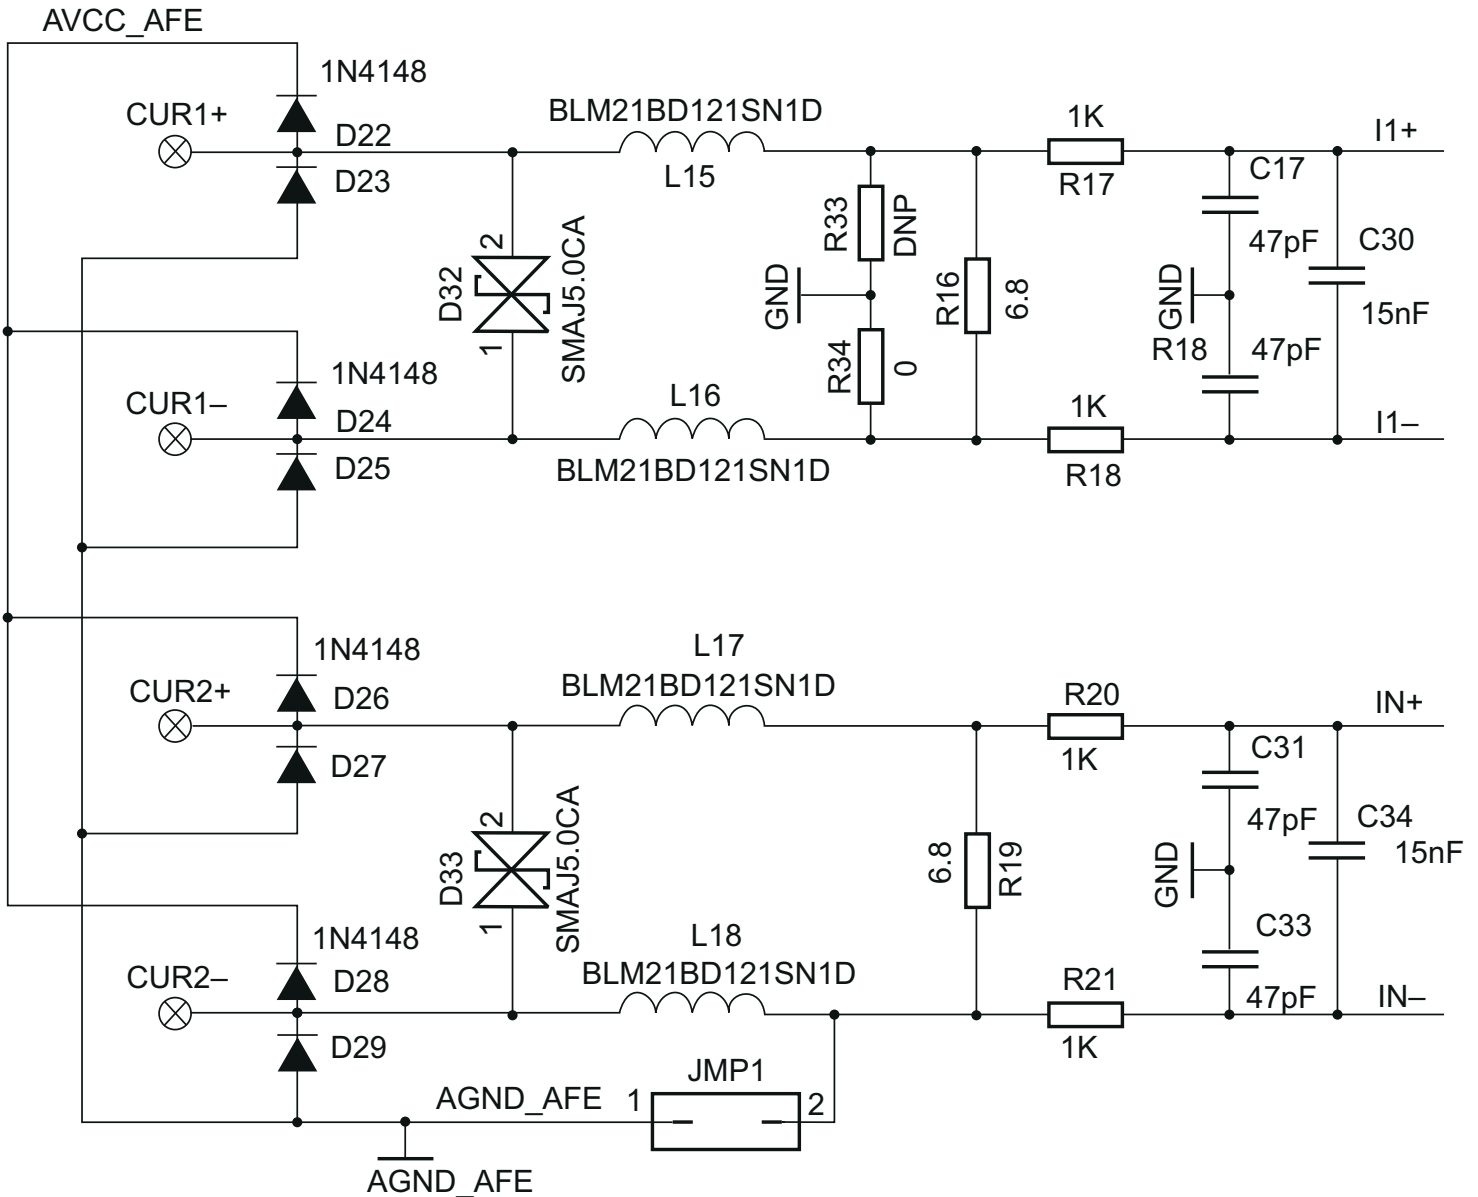 AVCC_AFE
1N4148
CUR1+
D22
D23
BLM21BD121SN1D
L15
1K
R17
I1+
C17
47pF
C30
15nF
R33
DNP
GND
R16
6.8
GND
R18
47pF
R34
0
2
D32
1
SMAJ5.0CA
1N4148
CUR1–
D24
D25
L16
BLM21BD121SN1D
1K
R18
I1–
1N4148
CUR2+
D26
D27
L17
BLM21BD121SN1D
R20
1K
IN+
C31
47pF
C34
15nF
2
D33
1
SMAJ5.0CA
6.8
R19
GND
C33
47pF
1N4148
CUR2–
D28
D29
L18
BLM21BD121SN1D
R21
1K
IN–
JMP1
AGND_AFE
1
2
AGND_AFE